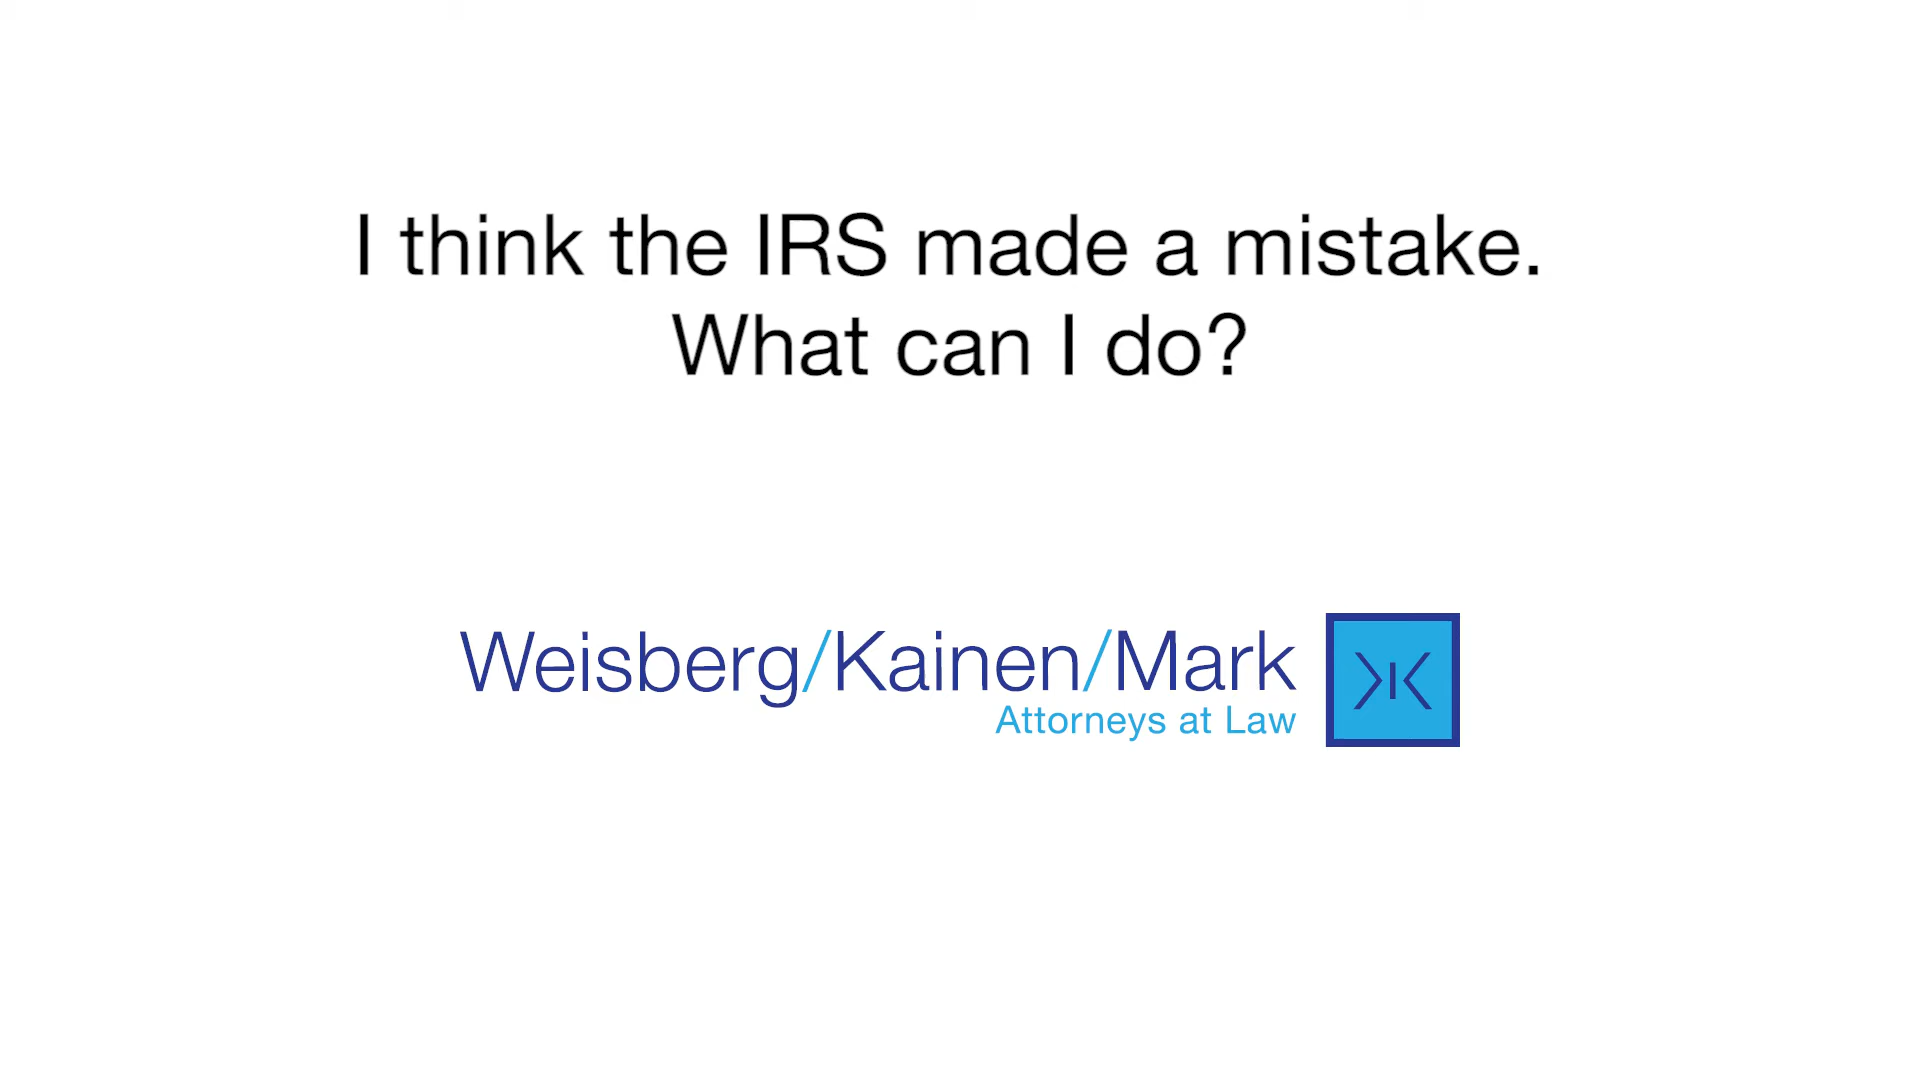 I think the IRS made a mistake.
What can I do?
Weisberg/Kainen/Mark
Attorneys at Law